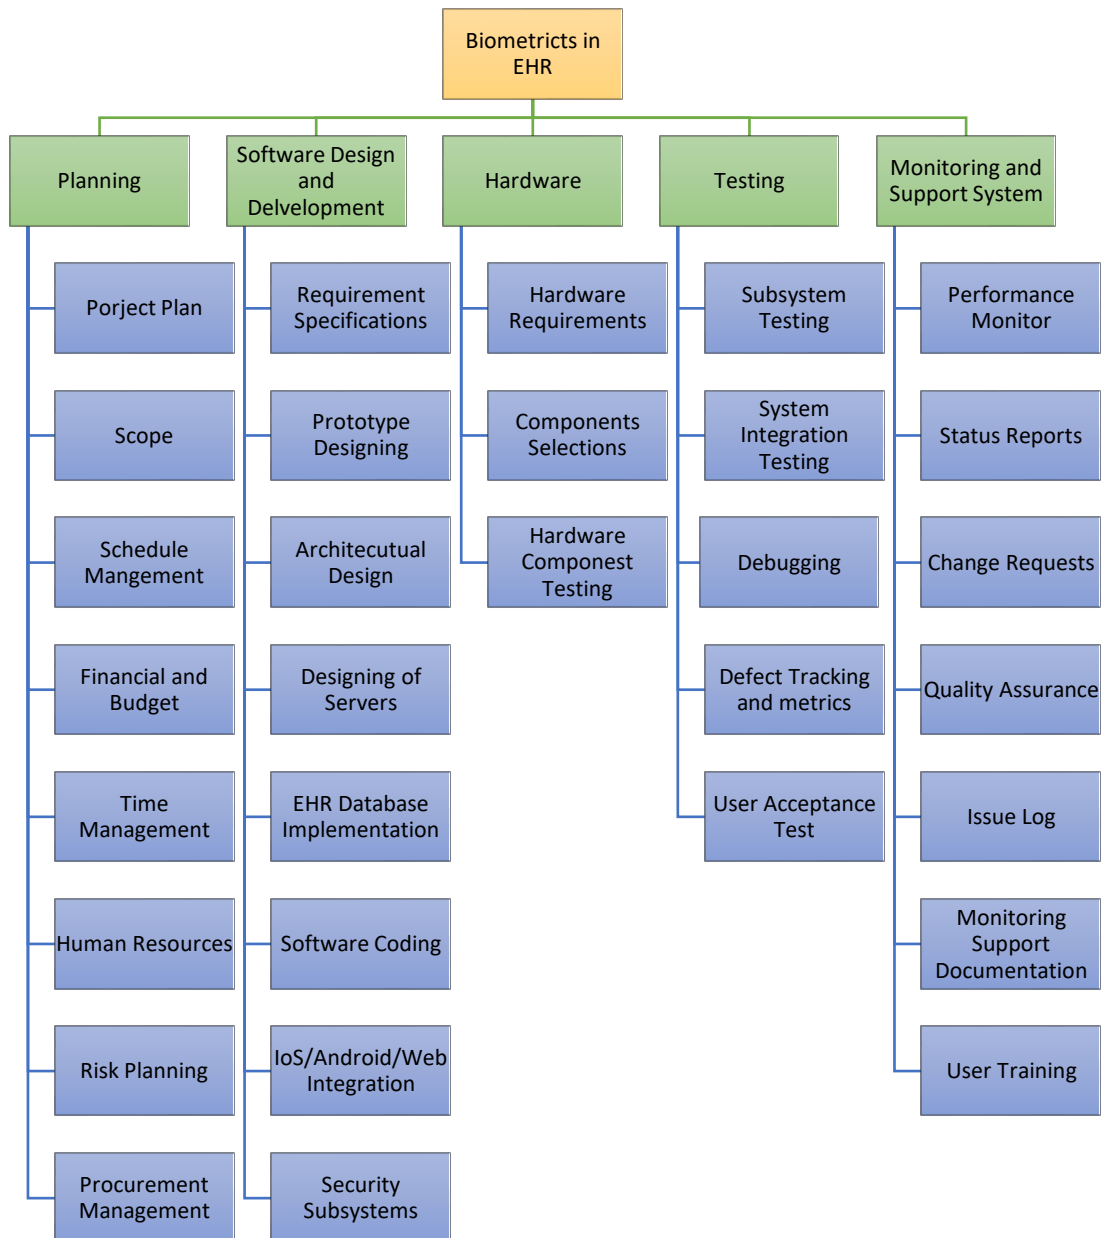 Biometricts in
EHR
Planning
Software Design
and
Delvelopment
Hardware
Testing
Monitoring and
Support System
Porject Plan
Scope
Schedule
Mangement
Financial and
Budget
Time
Management
Human Resources
Risk Planning
Procurement
Management
Requirement
Specifications
Prototype
Designing
Architecutual
Design
Designing of
Servers
EHR Database
Implementation
Software Coding
IoS/Android/Web
Integration
Security
Subsystems
Hardware
Requirements
Components
Selections
Hardware
Componest
Testing
Subsystem
Testing
System
Integration
Testing
Debugging
Defect Tracking
and metrics
User Acceptance
Test
Performance
Monitor
Status Reports
Change Requests
Quality Assurance
Issue Log
Monitoring
Support
Documentation
User Training